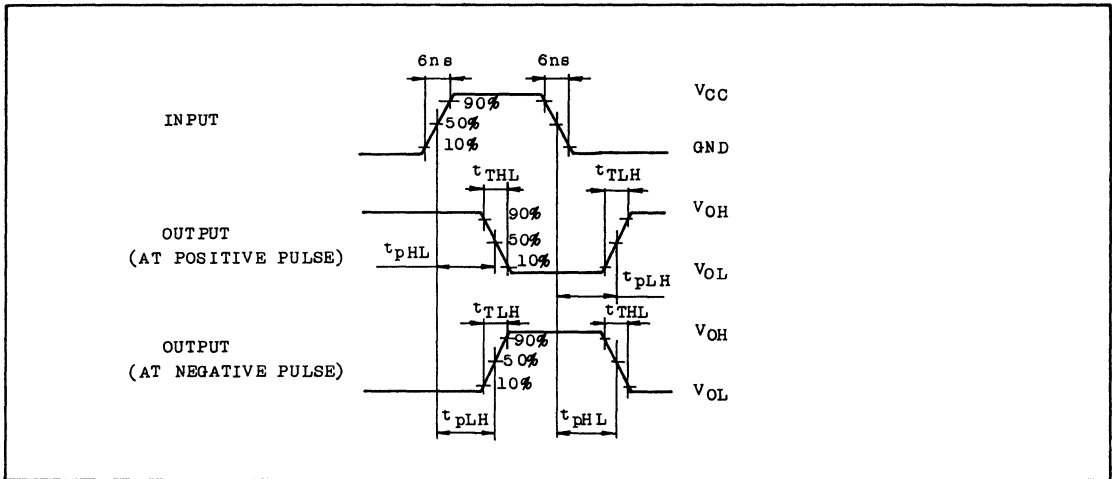 6ns 6ns
VCC
90%
INPUT 50%
10% GND
tTHL tTLH
90% VOH
OUTPUT 50%
(AT POSITIVE PULSE) tpHL 10% VOL
tpLH
tTLH tTHL
90% VOH
OUTPUT 50%
(AT NEGATIVE PULSE) 10% VOL
tpLH tpHL